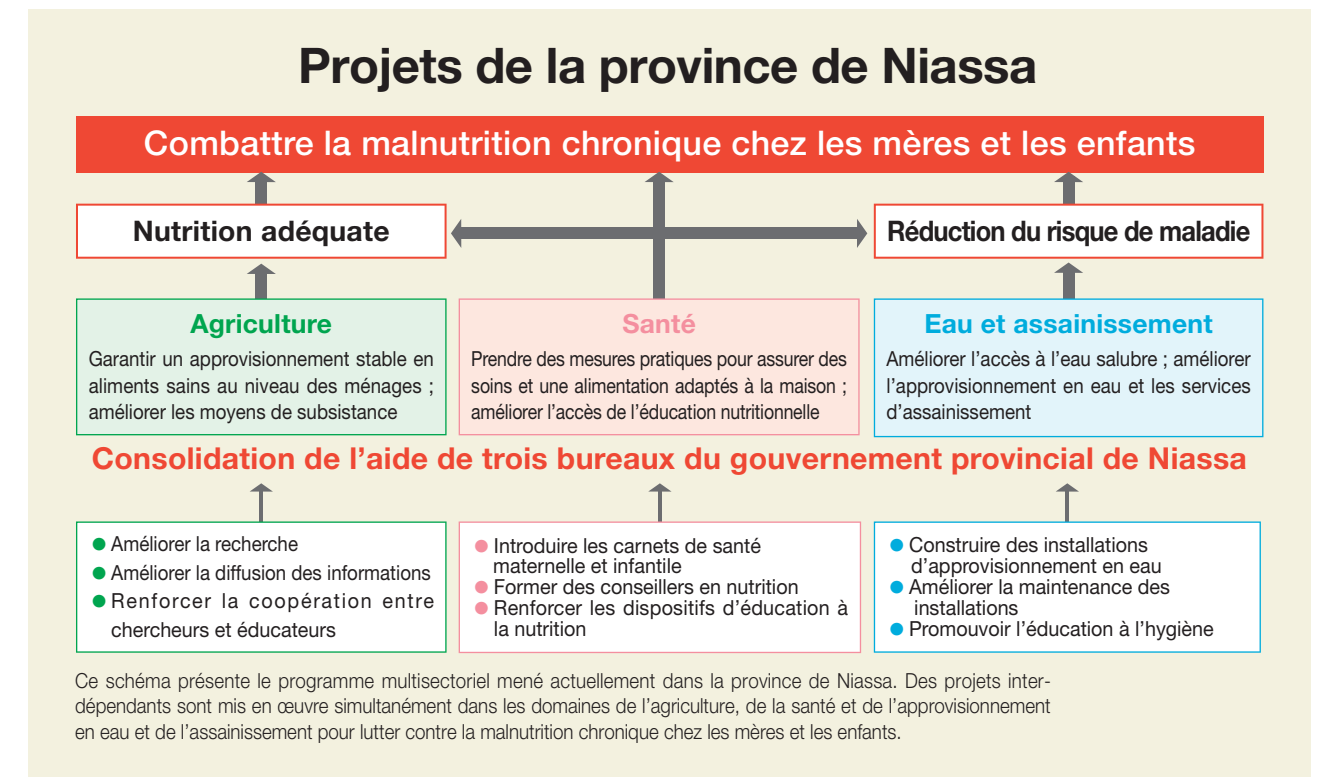 Projets de la province de Niassa
Combattre la malnutrition chronique chez les mères et les enfants
Nutrition adéquate
Réduction du risque de maladie
Agriculture
Garantir un approvisionnement stable en
aliments sains au niveau des ménages ;
améliorer les moyens de subsistance
Santé
Prendre des mesures pratiques pour assurer des
soins et une alimentation adaptés à la maison ;
améliorer l'accès de l'éducation nutritionnelle
Eau et assainissement
Améliorer l'accès à l'eau salubre ; améliorer
l'approvisionnement en eau et les services
d'assainissement
Consolidation de l'aide de trois bureaux du gouvernement provincial de Niassa
● Améliorer la recherche
● Améliorer la diffusion des informations
● Renforcer la coopération entre
chercheurs et éducateurs
● Introduire les carnets de santé
maternelle et infantile
● Former des conseillers en nutrition
● Renforcer les dispositifs d'éducation à
la nutrition
● Construire des installations
d'approvisionnement en eau
● Améliorer la maintenance des
installations
● Promouvoir l'éducation à l'hygiène
Ce schéma présente le programme multisectoriel mené actuellement dans la province de Niassa. Des projets inter-
dépendants sont mis en œuvre simultanément dans les domaines de l'agriculture, de la santé et de l'approvisionnement
en eau et de l'assainissement pour lutter contre la malnutrition chronique chez les mères et les enfants.